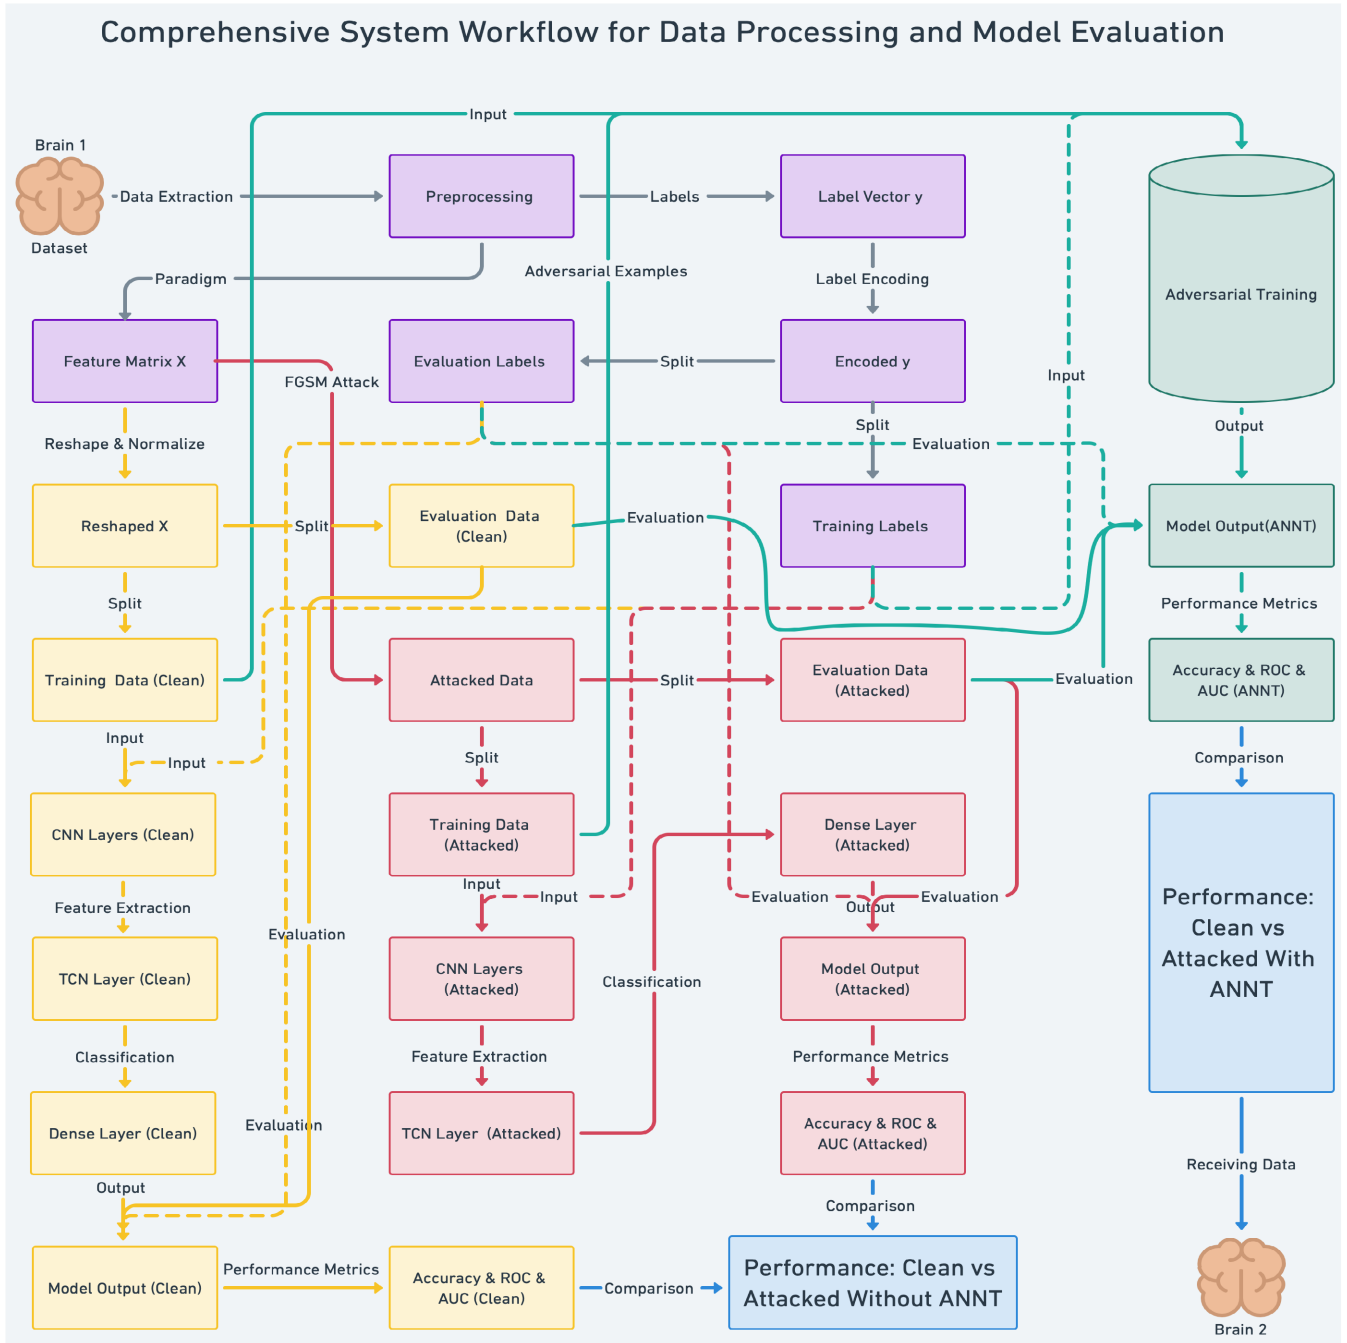 Comprehensive System Workflow for Data Processing and Model Evaluation
Input
Brain 1
Data Extraction
Preprocessing
Labels
Label Vector y
Dataset
Adversarial Examples
Paradigm
Label Encoding
Adversarial Training
Feature Matrix X
FGSM Attack
Evaluation Labels
Split
Encoded y
Input
Reshape & Normalize
Split
Evaluation
Output
Reshaped X
Split
Evaluation Data
(Clean)
Evaluation
Training Labels
Model Output(ANNT)
Split
Performance Metrics
Training Data (Clean)
Attacked Data
Split
Evaluation Data
(Attacked)
Evaluation
Accuracy & ROC &
AUC (ANNT)
Input
Input
Split
Comparison
CNN Layers (Clean)
Training Data
(Attacked)
Dense Layer
(Attacked)
Performance:
Clean vs
Attacked With
ANNT
Feature Extraction
Input
Input
Evaluation
Output
Evaluation
Evaluation
TCN Layer (Clean)
CNN Layers
(Attacked)
Classification
Model Output
(Attacked)
Classification
Feature Extraction
Performance Metrics
Dense Layer (Clean)
Evaluation
TCN Layer (Attacked)
Accuracy & ROC &
AUC (Attacked)
Receiving Data
Output
Comparison
Model Output (Clean)
Performance Metrics
Accuracy & ROC &
AUC (Clean)
Comparison
Performance: Clean vs
Attacked Without ANNT
Brain 2